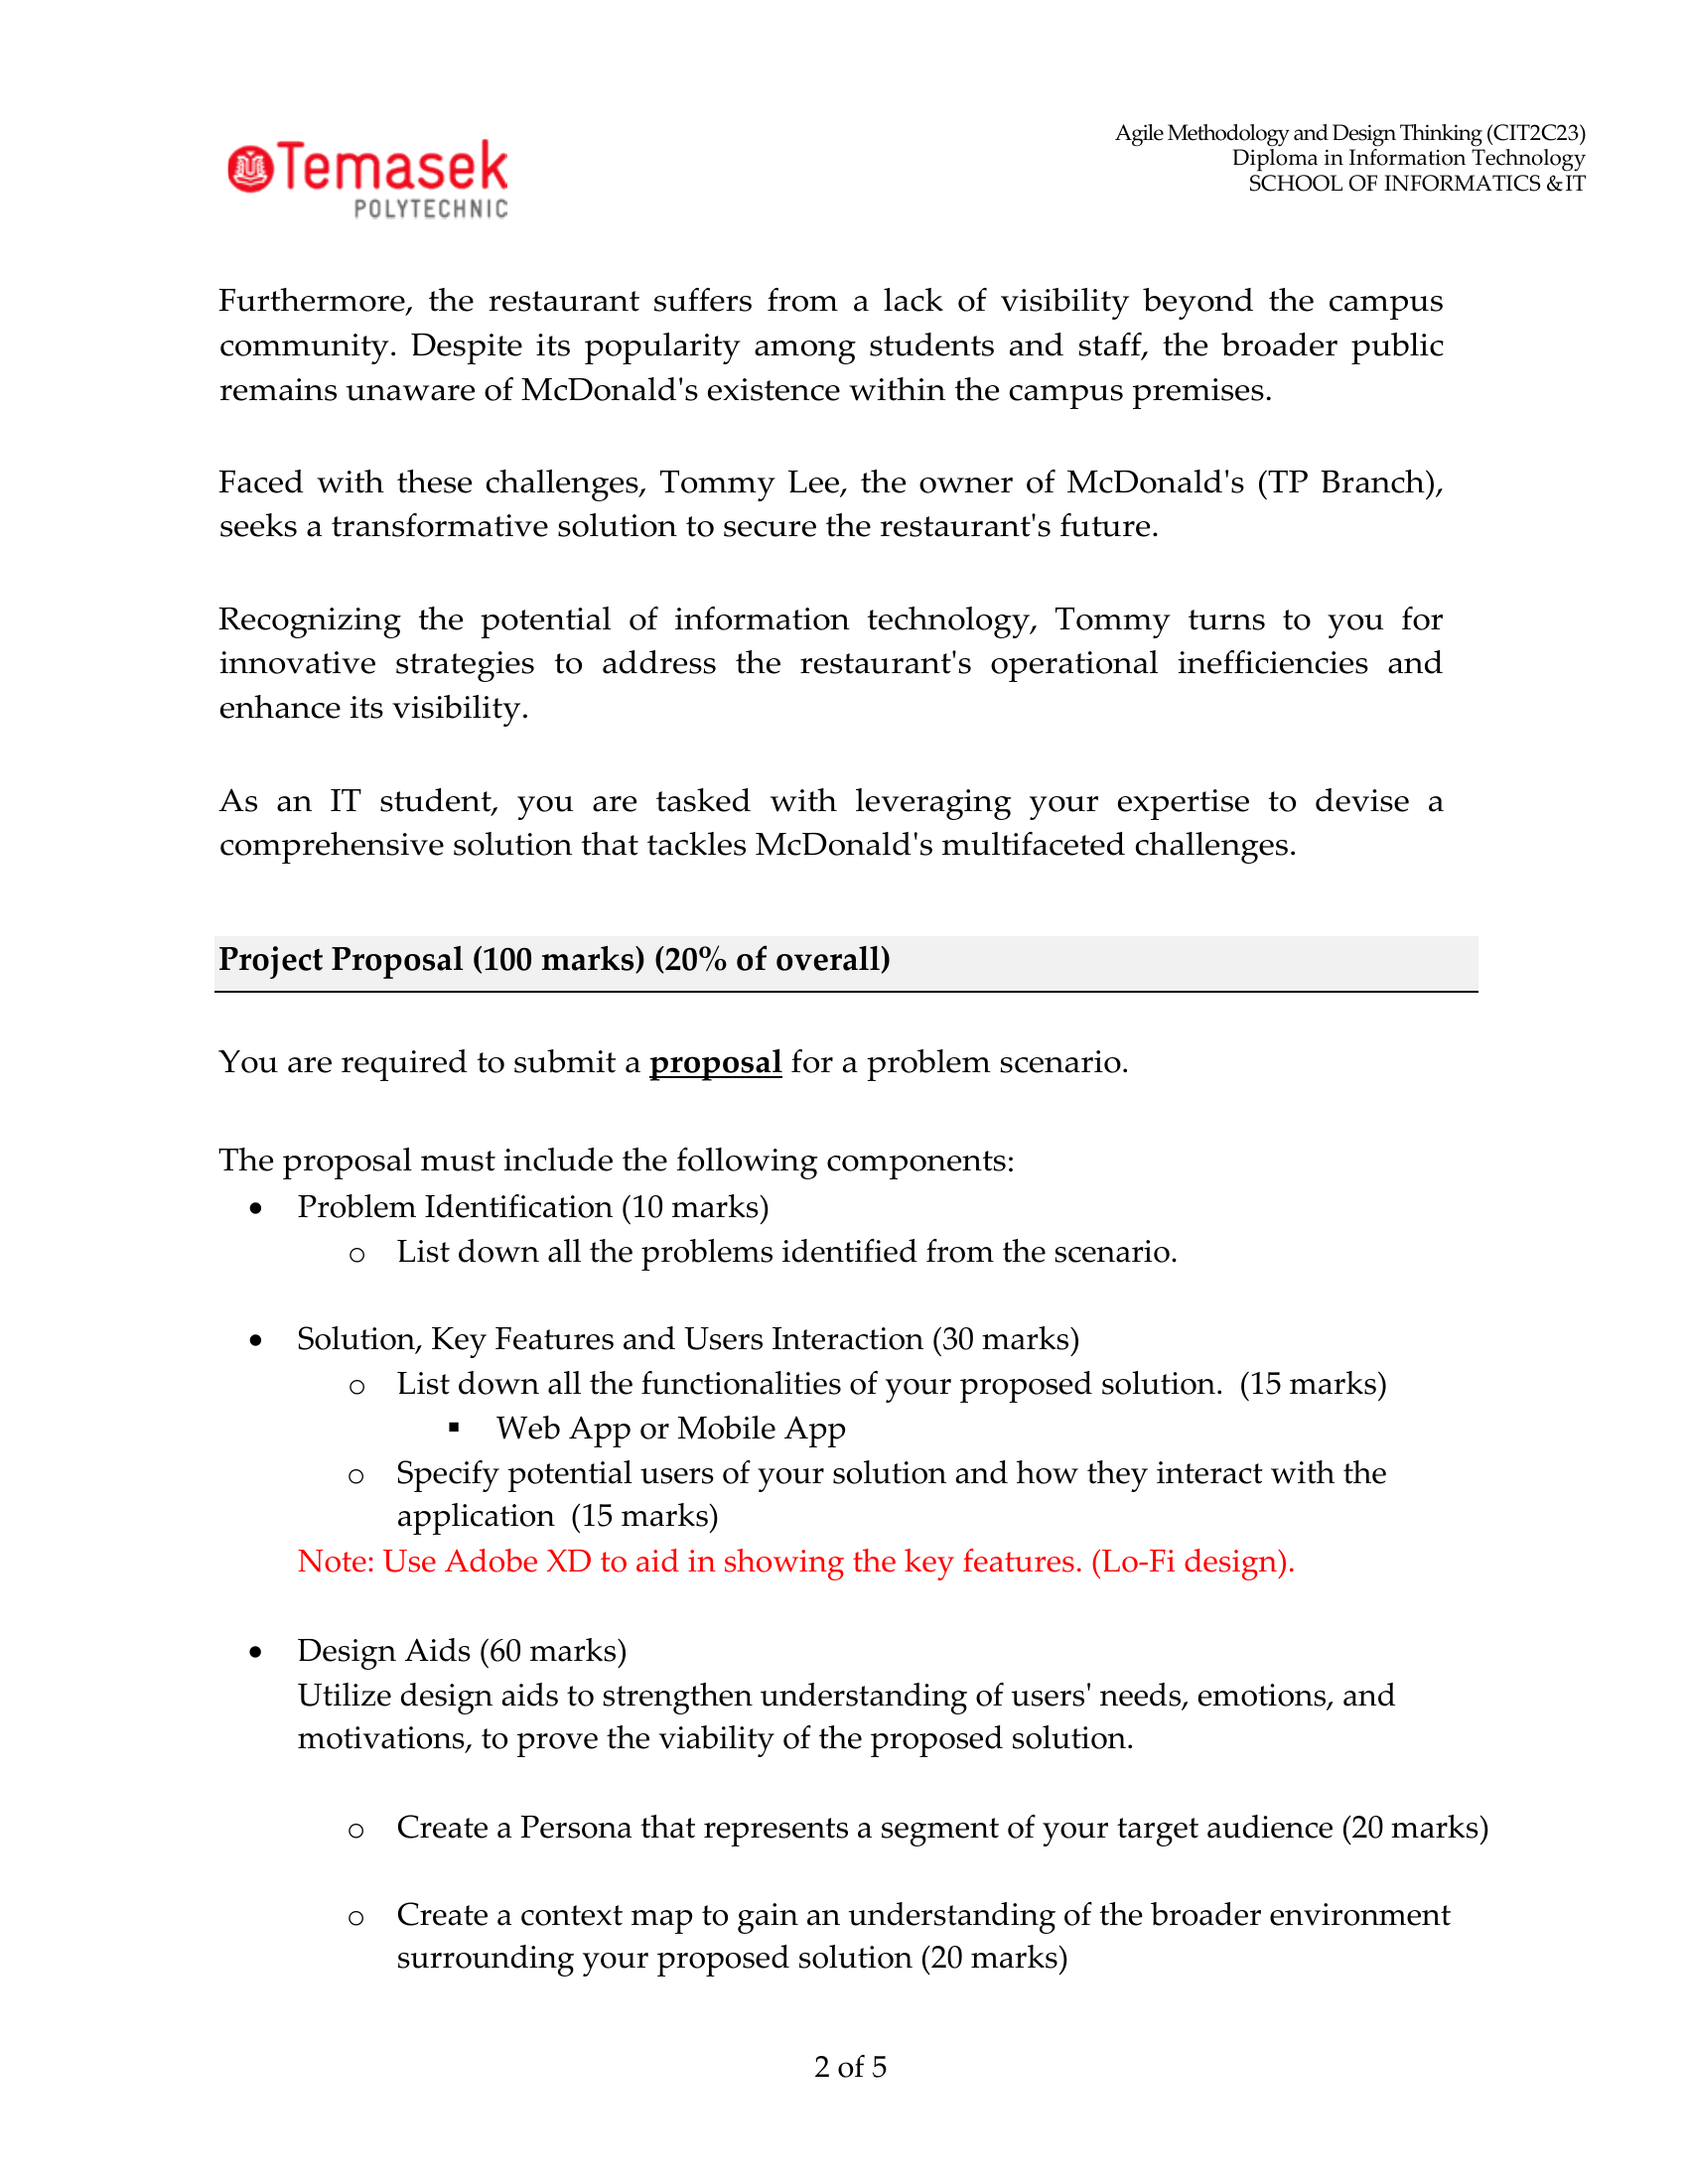 Temasek
POLYTECHNIC
Agile Methodology and Design Thinking (CIT2C23)
Diploma in Information Technology
SCHOOL OF INFORMATICS & IT
Furthermore, the restaurant suffers from a lack of visibility beyond the campus
community. Despite its popularity among students and staff, the broader public
remains unaware of McDonald's existence within the campus premises.
Faced with these challenges, Tommy Lee, the owner of McDonald's (TP Branch),
seeks a transformative solution to secure the restaurant's future.
Recognizing the potential of information technology, Tommy turns to you for
innovative strategies to address the restaurant's operational inefficiencies and
enhance its visibility.
As an IT student, you are tasked with leveraging your expertise to devise a
comprehensive solution that tackles McDonald's multifaceted challenges.
Project Proposal (100 marks) (20% of overall)
You are required to submit a proposal for a problem scenario.
The proposal must include the following components:
• Problem Identification (10 marks)
o List down all the problems identified from the scenario.
• Solution, Key Features and Users Interaction (30 marks)
o List down all the functionalities of your proposed solution. (15 marks)
▪ Web App or Mobile App
o Specify potential users of your solution and how they interact with the
application (15 marks)
Note: Use Adobe XD to aid in showing the key features. (Lo-Fi design).
• Design Aids (60 marks)
Utilize design aids to strengthen understanding of users' needs, emotions, and
motivations, to prove the viability of the proposed solution.
o Create a Persona that represents a segment of your target audience (20 marks)
o Create a context map to gain an understanding of the broader environment
surrounding your proposed solution (20 marks)
2 of 5